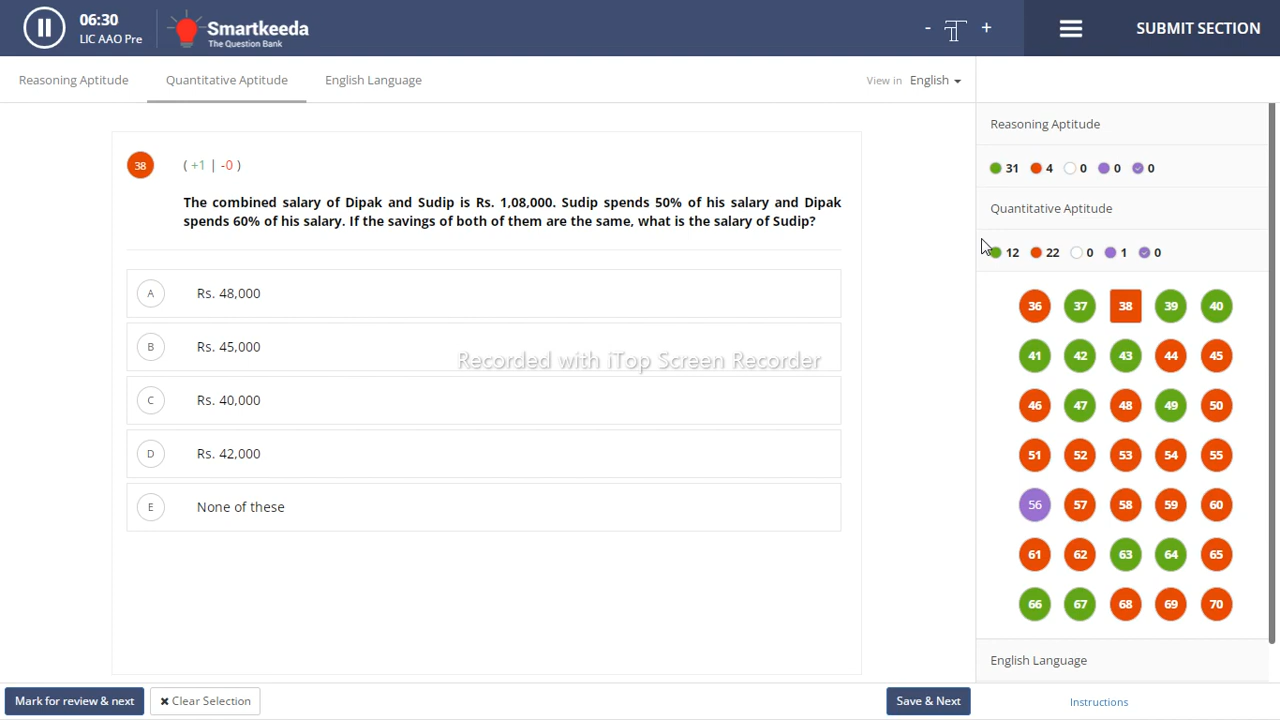 06:30
LIC AAO Pre
Smartkeeda
The Question Bank
- T +
SUBMIT SECTION
Reasoning Aptitude
Quantitative Aptitude
English Language
View in English
38
( +1 | -0 )
The combined salary of Dipak and Sudip is Rs. 1,08,000. Sudip spends 50% of his salary and Dipak
spends 60% of his salary. If the savings of both of them are the same, what is the salary of Sudip?
A Rs. 48,000
B Rs. 45,000
C Rs. 40,000
D Rs. 42,000
E None of these
Recorded with iTop Screen Recorder
Mark for review & next
Clear Selection
Save & Next
Reasoning Aptitude
31 4 0 0 0
Quantitative Aptitude
12 22 0 1 0
36 37 38 39 40
41 42 43 44 45
46 47 48 49 50
51 52 53 54 55
56 57 58 59 60
61 62 63 64 65
66 67 68 69 70
English Language
Instructions